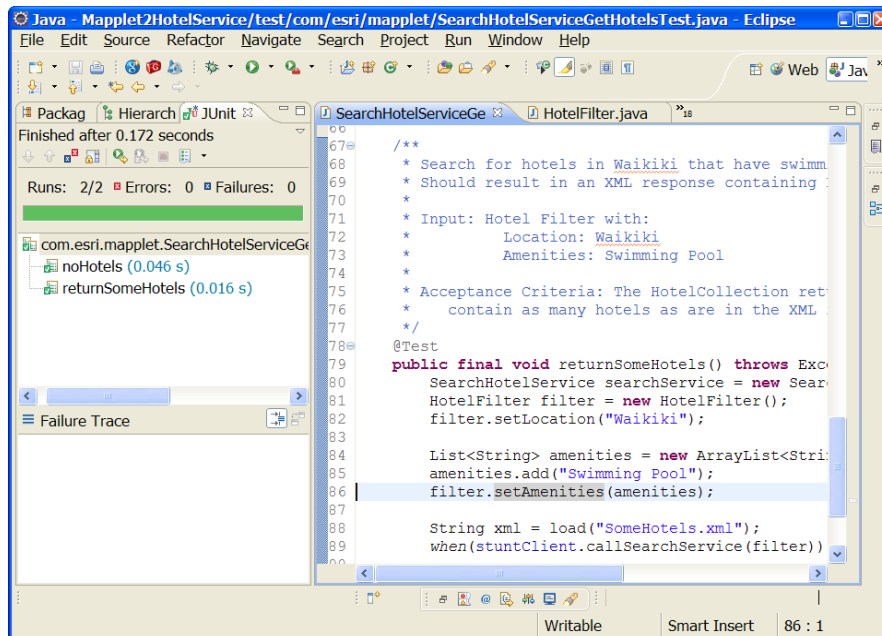 Java - Mapplet2HotelService/test/com/esri/mapplet/SearchHotelServiceGetHotelsTest.java - Eclipse
File Edit Source Refactor Navigate Search Project Run Window Help
Web Jav
Packag Hierarch JUnit
Finished after 0.172 seconds
Runs: 2/2 Errors: 0 Failures: 0
com.esri.mapplet.SearchHotelServiceGe
noHotels (0.046 s)
returnSomeHotels (0.016 s)
Failure Trace
SearchHotelServiceGe HotelFilter.java »18
66
67 /**
68 * Search for hotels in Waikiki that have swimm
69 * Should result in an XML response containing
70 *
71 * Input: Hotel Filter with:
72 * Location: Waikiki
73 * Amenities: Swimming Pool
74 *
75 * Acceptance Criteria: The HotelCollection ret
76 * contain as many hotels as are in the XML
77 */
78 @Test
79 public final void returnSomeHotels() throws Exc
80 SearchHotelService searchService = new Sear
81 HotelFilter filter = new HotelFilter();
82 filter.setLocation("Waikiki");
83
84 List<String> amenities = new ArrayList<Stri
85 amenities.add("Swimming Pool");
86 filter.setAmenities(amenities);
87
88 String xml = load("SomeHotels.xml");
89 when(stuntClient.callSearchService(filter))
Writable Smart Insert 86 : 1